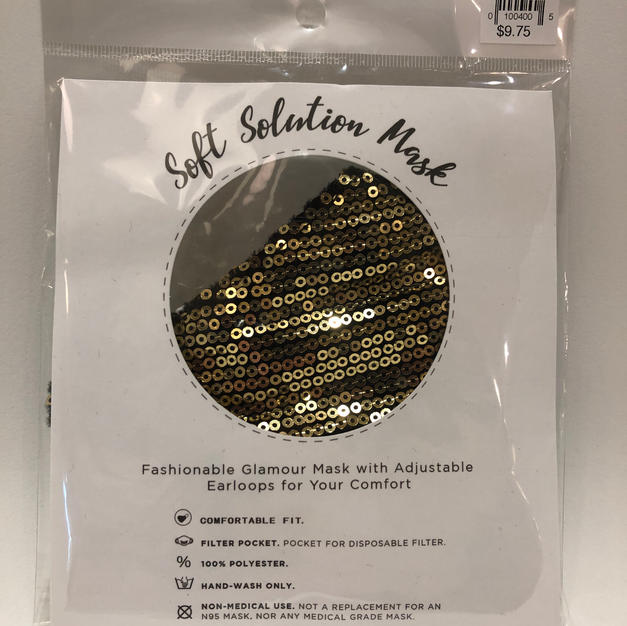 0 100400 5
$9.75
Soft Solution Mask
Fashionable Glamour Mask with Adjustable
Earloops for Your Comfort
COMFORTABLE FIT.
FILTER POCKET. POCKET FOR DISPOSABLE FILTER.
% 100% POLYESTER.
HAND-WASH ONLY.
NON-MEDICAL USE. NOT A REPLACEMENT FOR AN
N95 MASK, NOR ANY MEDICAL GRADE MASK.